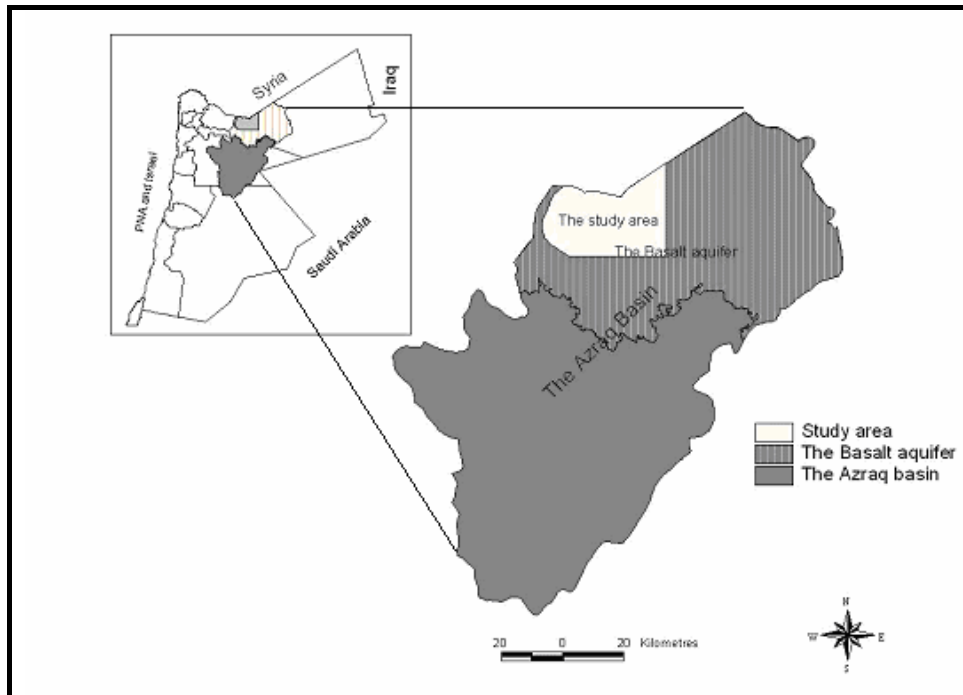 Syria
Iraq
PNA and Israel
Saudi Arabia
The study area
The Basalt aquifer
The Azraq Basin
Study area
The Basalt aquifer
The Azraq basin
20 0 20 Kilometres
N
W E
S